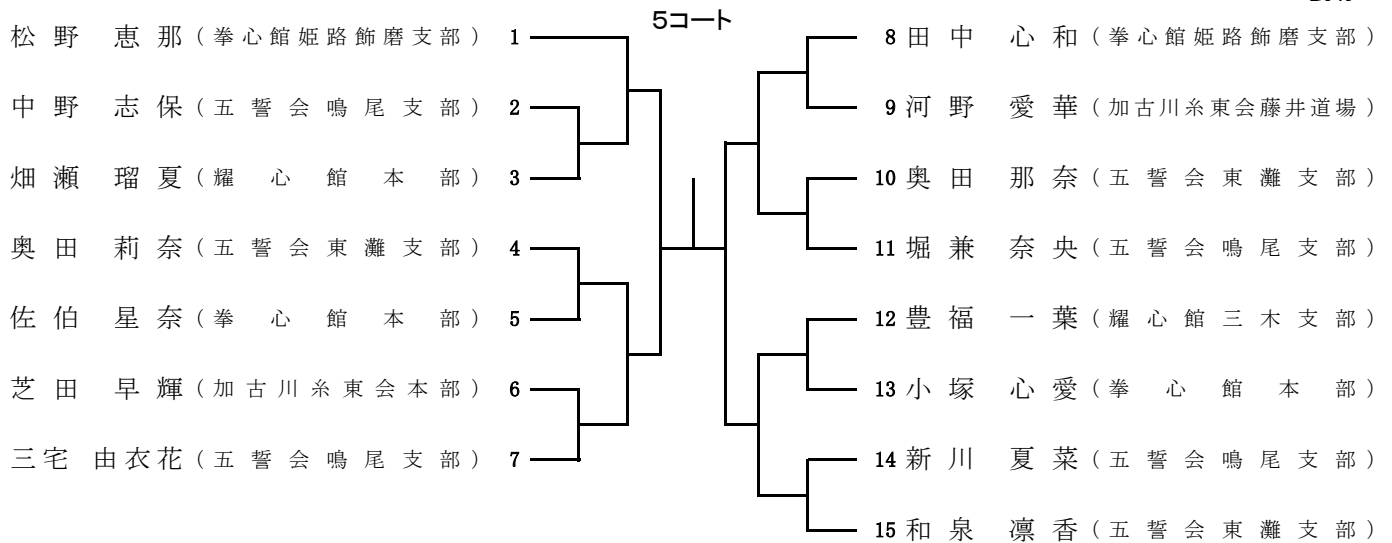 5コート
松野 恵那 (拳心館姫路飾磨支部) 1
中野 志保 (五誓会鳴尾支部) 2
畑瀬 瑠夏 (耀心館本部) 3
奥田 莉奈 (五誓会東灘支部) 4
佐伯 星奈 (拳心館本部) 5
芝田 早輝 (加古川糸東会本部) 6
三宅 由衣花 (五誓会鳴尾支部) 7
8 田中 心和 (拳心館姫路飾磨支部)
9 河野 愛華 (加古川糸東会藤井道場)
10 奥田 那奈 (五誓会東灘支部)
11 堀兼 奈央 (五誓会鳴尾支部)
12 豊福 一葉 (耀心館三木支部)
13 小塚 心愛 (拳心館本部)
14 新川 夏菜 (五誓会鳴尾支部)
15 和泉 凛香 (五誓会東灘支部)